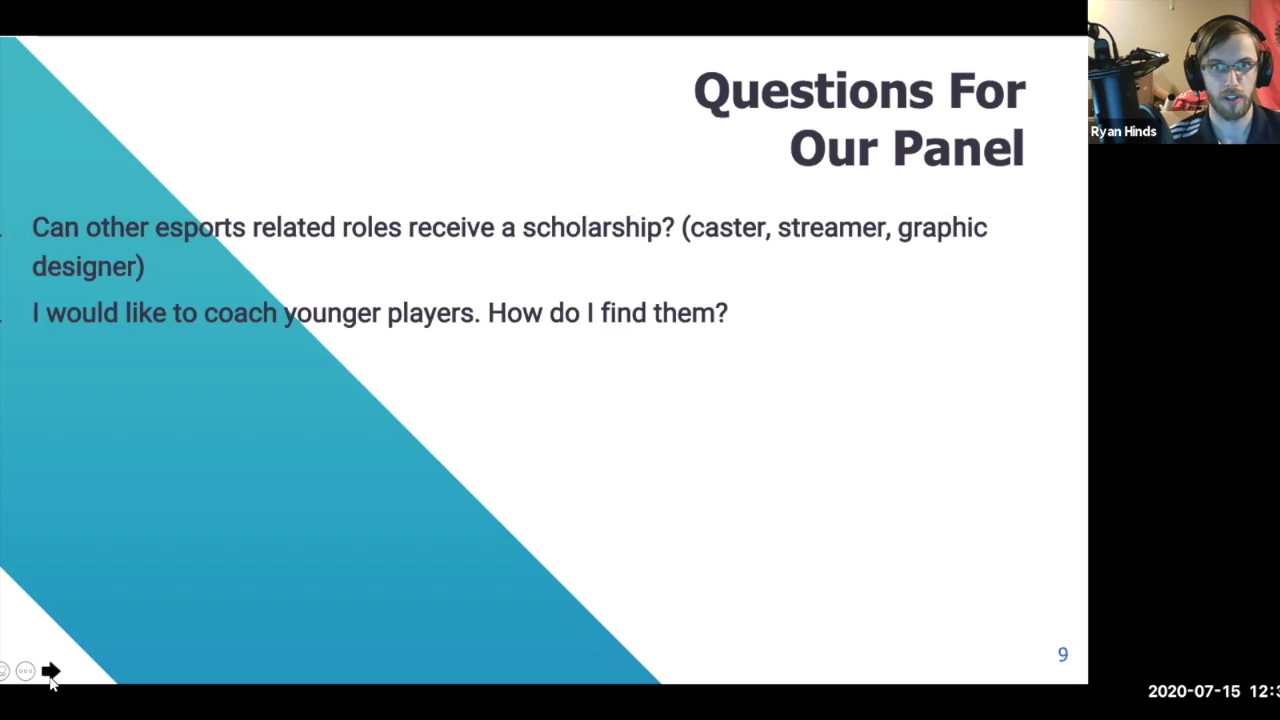 Questions For
Our Panel
Ryan Hinds
Can other esports related roles receive a scholarship? (caster, streamer, graphic
designer)
I would like to coach younger players. How do I find them?
9
2020-07-15 12:3